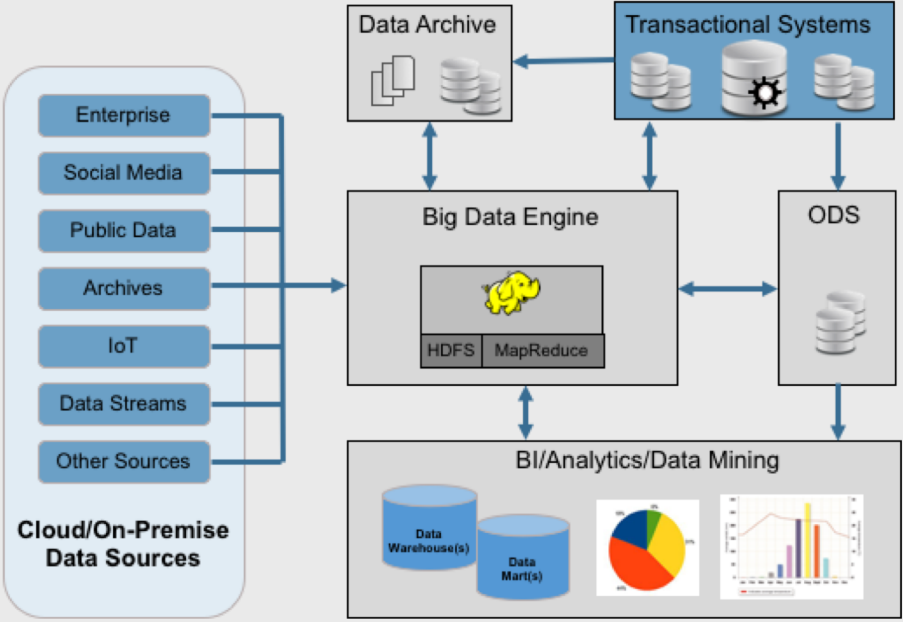 Data Archive
Transactional Systems
Enterprise
Social Media
Public Data
Archives
IoT
Data Streams
Other Sources
Cloud/On-Premise
Data Sources
Big Data Engine
HDFS
MapReduce
ODS
BI/Analytics/Data Mining
Data
Warehouse(s)
Data
Mart(s)